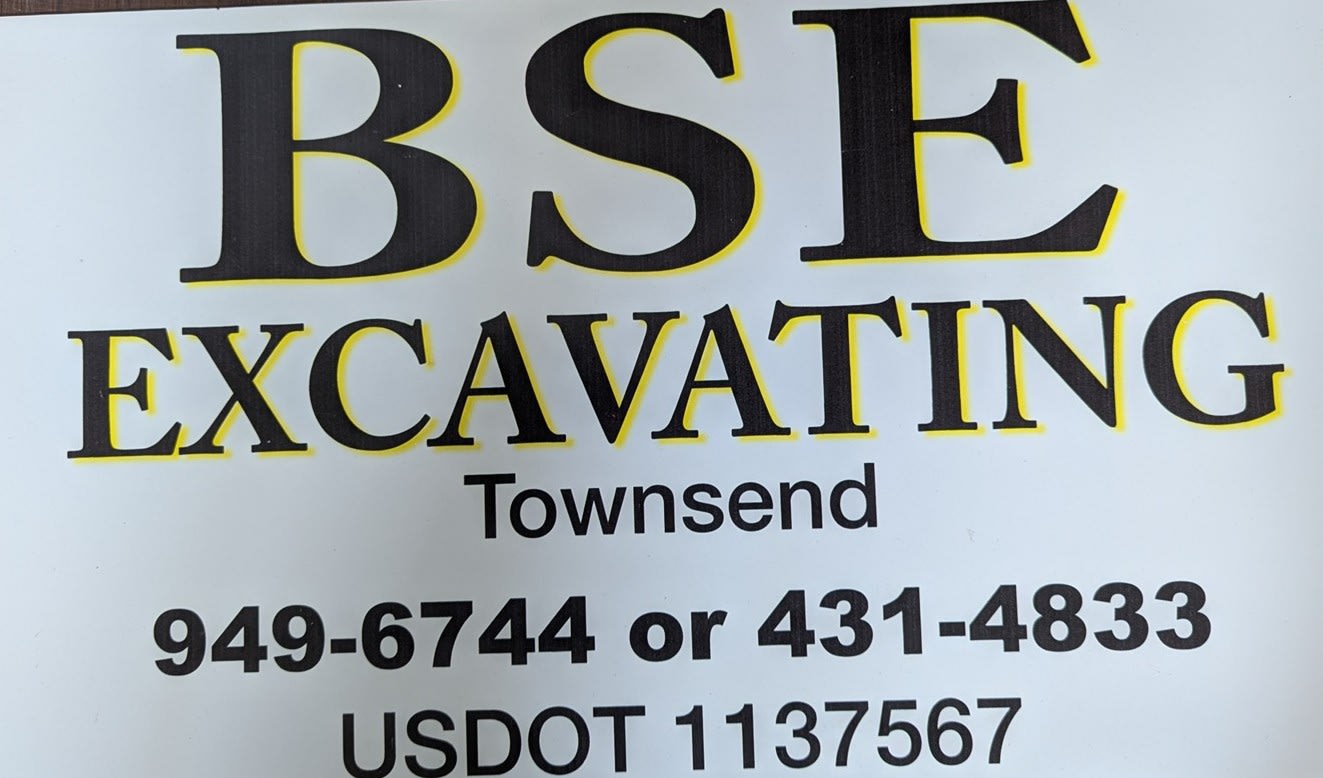 BSE
EXCAVATING
Townsend
949-6744 or 431-4833
USDOT 1137567